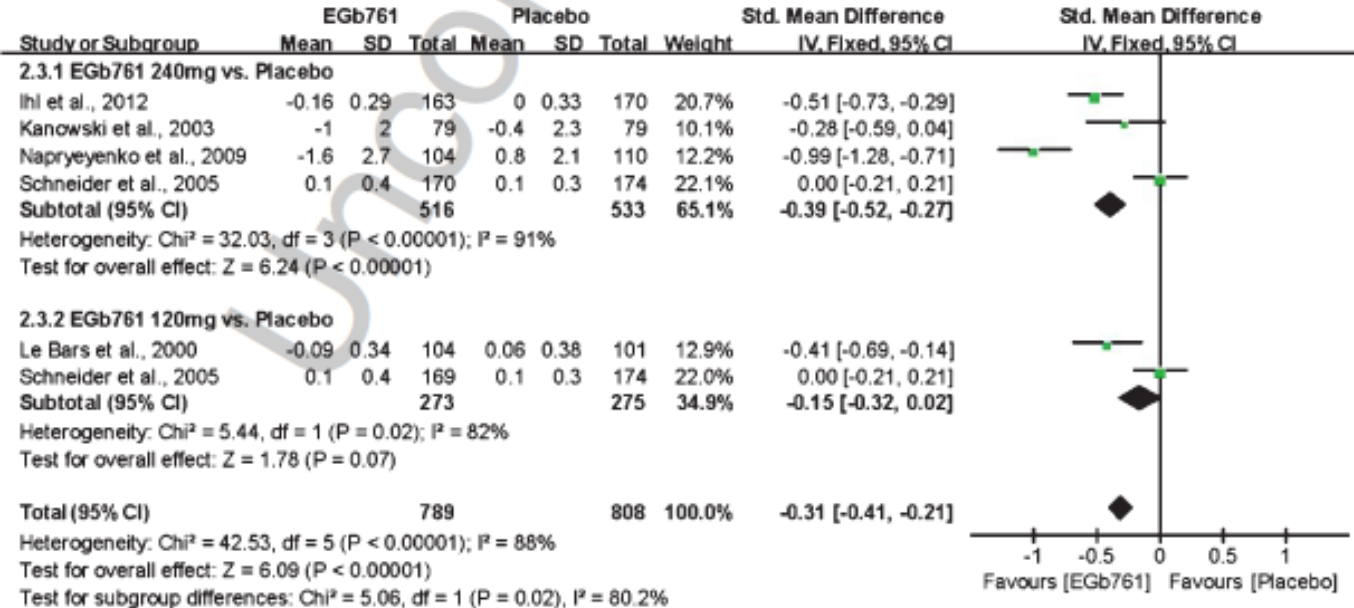 EGb761 Placebo Std. Mean Difference Std. Mean Difference
Study or Subgroup Mean SD Total Mean SD Total Weight IV, Fixed, 95% CI IV, Fixed, 95% CI
2.3.1 EGb761 240mg vs. Placebo
Ihl et al., 2012 -0.16 0.29 163 0 0.33 170 20.7% -0.51 [-0.73, -0.29]
Kanowski et al., 2003 -1 2 79 -0.4 2.3 79 10.1% -0.28 [-0.59, 0.04]
Napryeyenko et al., 2009 -1.6 2.7 104 0.8 2.1 110 12.2% -0.99 [-1.28, -0.71]
Schneider et al., 2005 0.1 0.4 170 0.1 0.3 174 22.1% 0.00 [-0.21, 0.21]
Subtotal (95% CI) 516 533 65.1% -0.39 [-0.52, -0.27]
Heterogeneity: Chi² = 32.03, df = 3 (P < 0.00001); I² = 91%
Test for overall effect: Z = 6.24 (P < 0.00001)
2.3.2 EGb761 120mg vs. Placebo
Le Bars et al., 2000 -0.09 0.34 104 0.06 0.38 101 12.9% -0.41 [-0.69, -0.14]
Schneider et al., 2005 0.1 0.4 169 0.1 0.3 174 22.0% 0.00 [-0.21, 0.21]
Subtotal (95% CI) 273 275 34.9% -0.15 [-0.32, 0.02]
Heterogeneity: Chi² = 5.44, df = 1 (P = 0.02); I² = 82%
Test for overall effect: Z = 1.78 (P = 0.07)
Total (95% CI) 789 808 100.0% -0.31 [-0.41, -0.21]
Heterogeneity: Chi² = 42.53, df = 5 (P < 0.00001); I² = 88%
Test for overall effect: Z = 6.09 (P < 0.00001)
Test for subgroup differences: Chi² = 5.06, df = 1 (P = 0.02), I² = 80.2%
-1 -0.5 0 0.5 1
Favours [EGb761] Favours [Placebo]
Unco